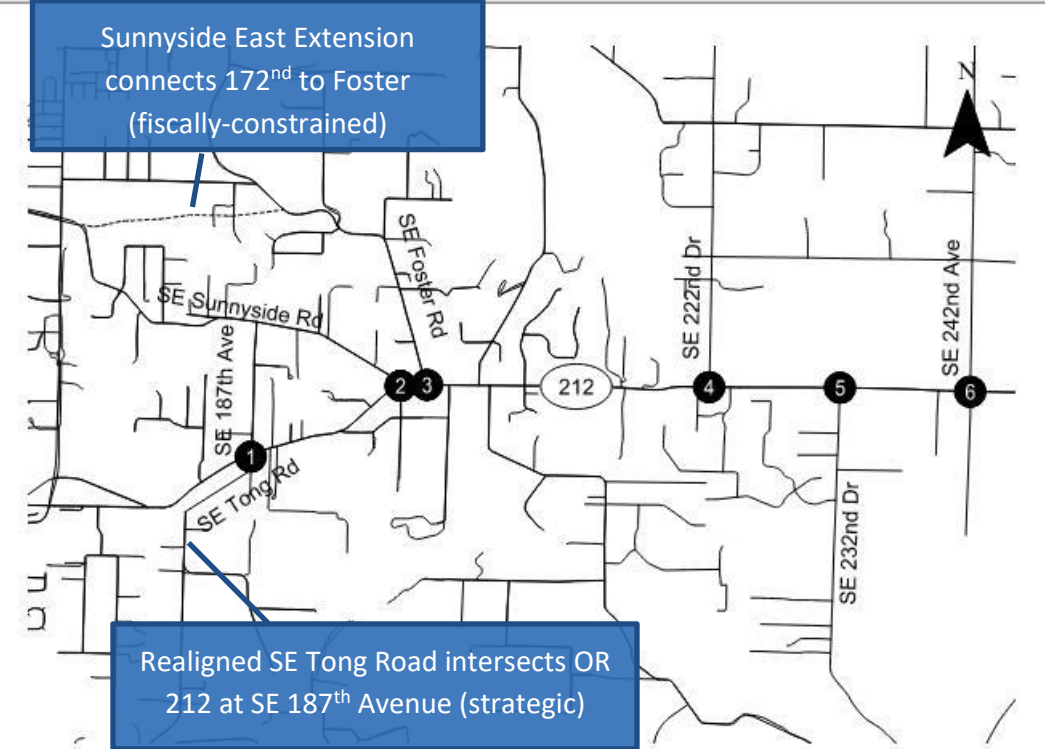 Sunnyside East Extension
connects 172nd to Foster
(fiscally-constrained)
N
SE Foster Rd
SE 222nd Dr
SE 242nd Ave
SE Sunnyside Rd
SE 187th Ave
2
3
212
4
5
6
1
SE Tong Rd
SE 232nd Dr
Realigned SE Tong Road intersects OR
212 at SE 187th Avenue (strategic)